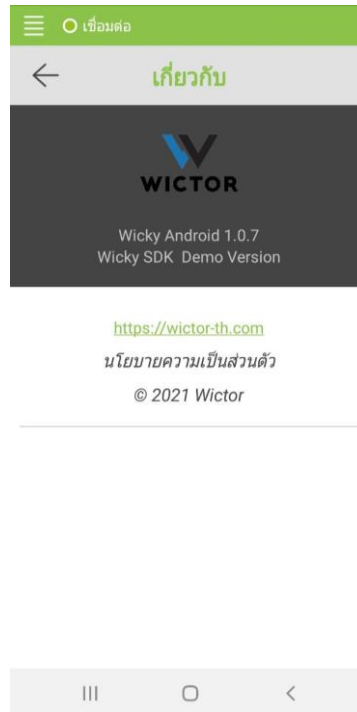 เชื่อมต่อ
เกี่ยวกับ
WICTOR
Wicky Android 1.0.7
Wicky SDK Demo Version
https://wictor-th.com
นโยบายความเป็นส่วนตัว
© 2021 Wictor